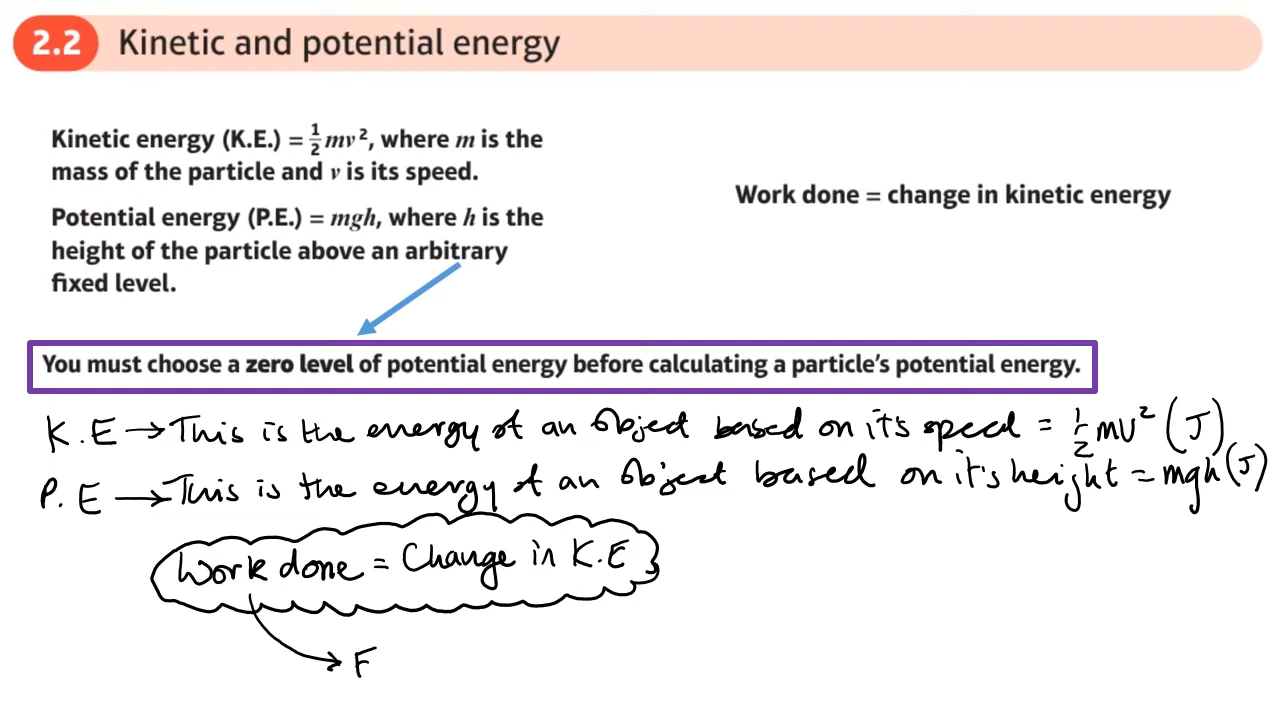 2.2 Kinetic and potential energy
Kinetic energy (K.E.) = ½mv², where m is the
mass of the particle and v is its speed.
Potential energy (P.E.) = mgh, where h is the
height of the particle above an arbitrary
fixed level.
Work done = change in kinetic energy
You must choose a zero level of potential energy before calculating a particle's potential energy.
K.E → This is the energy of an object based on it's speed = ½mv² (J)
P.E → This is the energy of an object based on it's height = mgh (J)
Work done = Change in K.E
F